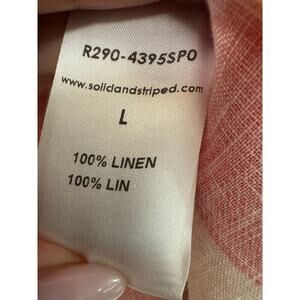 R290-4395SPO
www.solidandstriped.com
L
100% LINEN
100% LIN